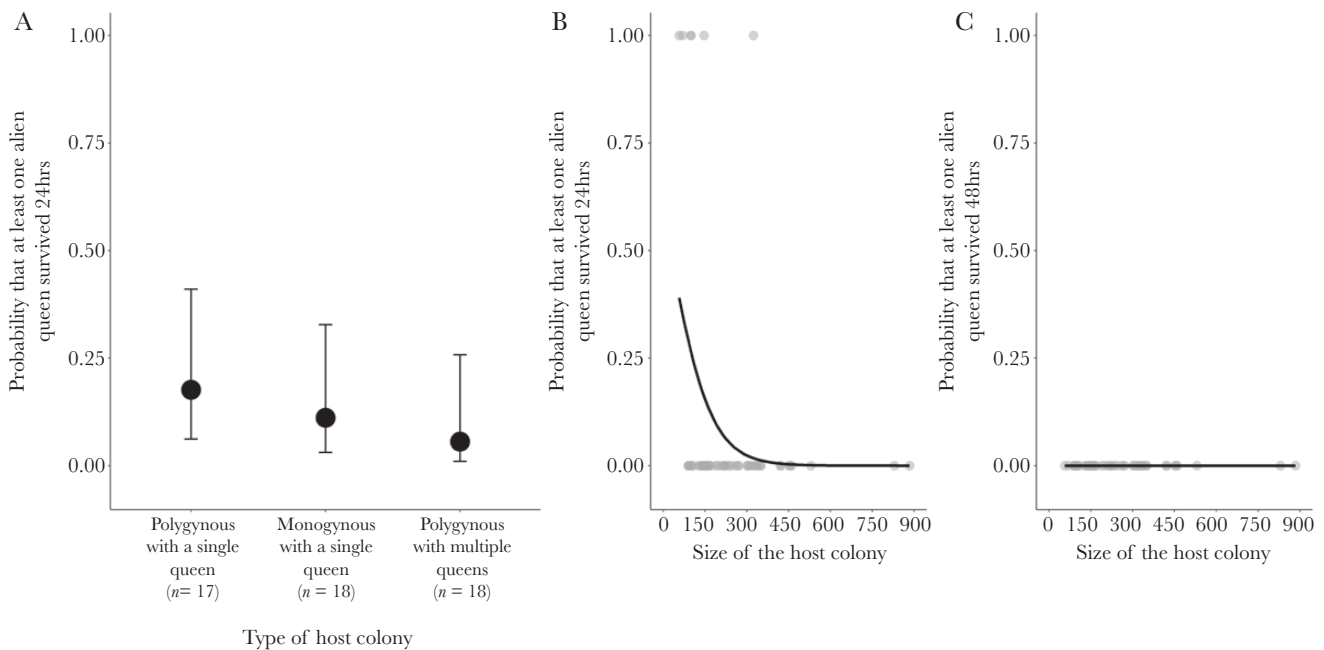 A
Probability that at least one alien
queen survived 24hrs
1.00
0.75
0.50
0.25
0.00
Polygynous
with a single
queen
(n= 17)
Monogynous
with a single
queen
(n = 18)
Polygynous
with multiple
queens
(n = 18)
Type of host colony
B
Probability that at least one alien
queen survived 24hrs
1.00
0.75
0.50
0.25
0.00
0 150 300 450 600 750 900
Size of the host colony
C
Probability that at least one alien
queen survived 48hrs
1.00
0.75
0.50
0.25
0.00
0 150 300 450 600 750 900
Size of the host colony